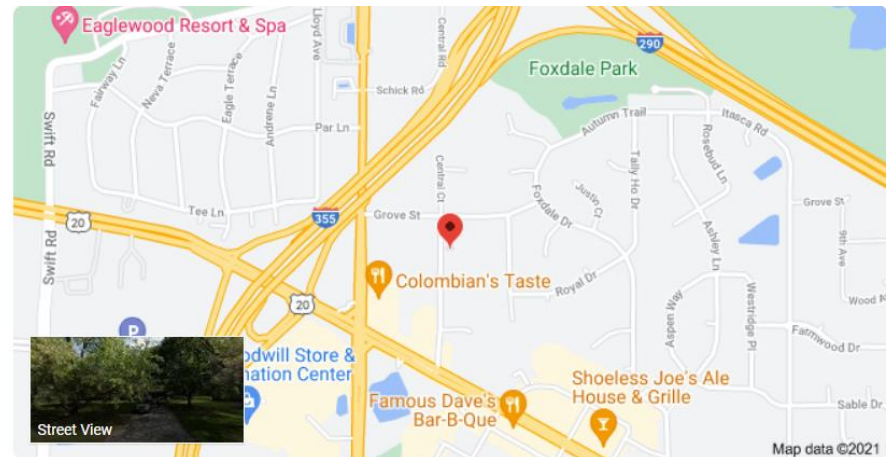 Eaglewood Resort & Spa
Lloyd Ave
Central Rd
290
Foxdale Park
Fairway Ln
Neva Terrace
Eagle Terrace
Andrene Ln
Schick Rd
Swift Rd
Par Ln
Autumn Trail
Itasca Rd
Rosebud Ln
Central Ct
Tally Ho Dr
Justin Ct
Foxdale Dt
Tee Ln
355
Grove St
Grove St
20
Swift Rd
Ashley Ln
9th Ave
Colombian's Taste
Royal Dr
20
Aspen Way
Westridge Pl
Wood A
P
Farmwood Dr
odwill Store &
nation Center
Shoeless Joe's Ale
House & Grille
Famous Dave's
Bar-B-Que
Sable Dr
Street View
Map data ©2021